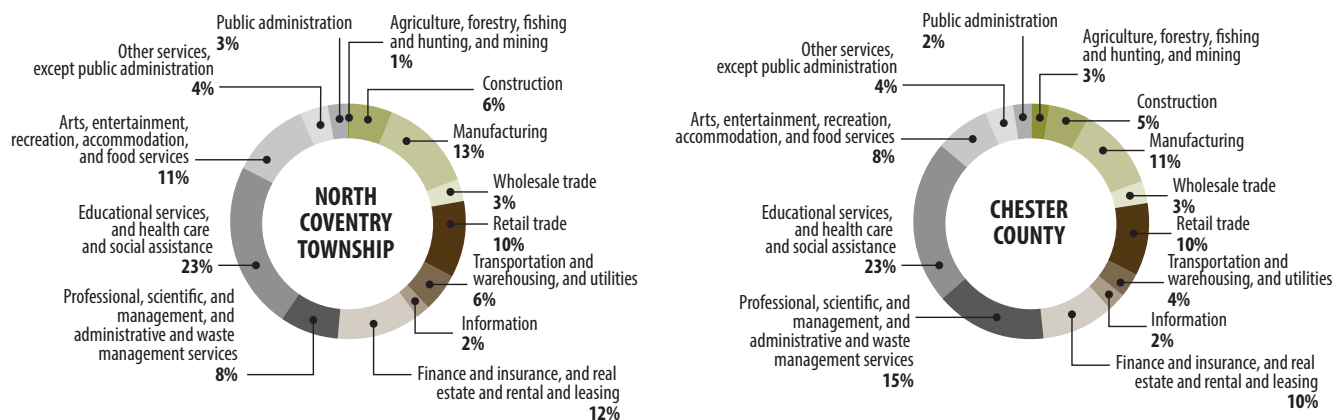 Public administration
3%
Agriculture, forestry, fishing
and hunting, and mining
1%
Other services,
except public administration
4%
Construction
6%
Arts, entertainment,
recreation, accommodation,
and food services
11%
Manufacturing
13%
Wholesale trade
3%
NORTH
COVENTRY
TOWNSHIP
Educational services,
and health care
and social assistance
23%
Retail trade
10%
Transportation and
warehousing, and utilities
6%
Professional, scientific, and
management, and
administrative and waste
management services
8%
Information
2%
Finance and insurance, and real
estate and rental and leasing
12%
Public administration
2%
Agriculture, forestry, fishing
and hunting, and mining
3%
Other services,
except public administration
4%
Construction
5%
Arts, entertainment, recreation,
accommodation, and food services
8%
Manufacturing
11%
Wholesale trade
3%
CHESTER
COUNTY
Educational services,
and health care
and social assistance
23%
Retail trade
10%
Transportation and
warehousing, and utilities
4%
Professional, scientific, and
management, and
administrative and waste
management services
15%
Information
2%
Finance and insurance, and real
estate and rental and leasing
10%